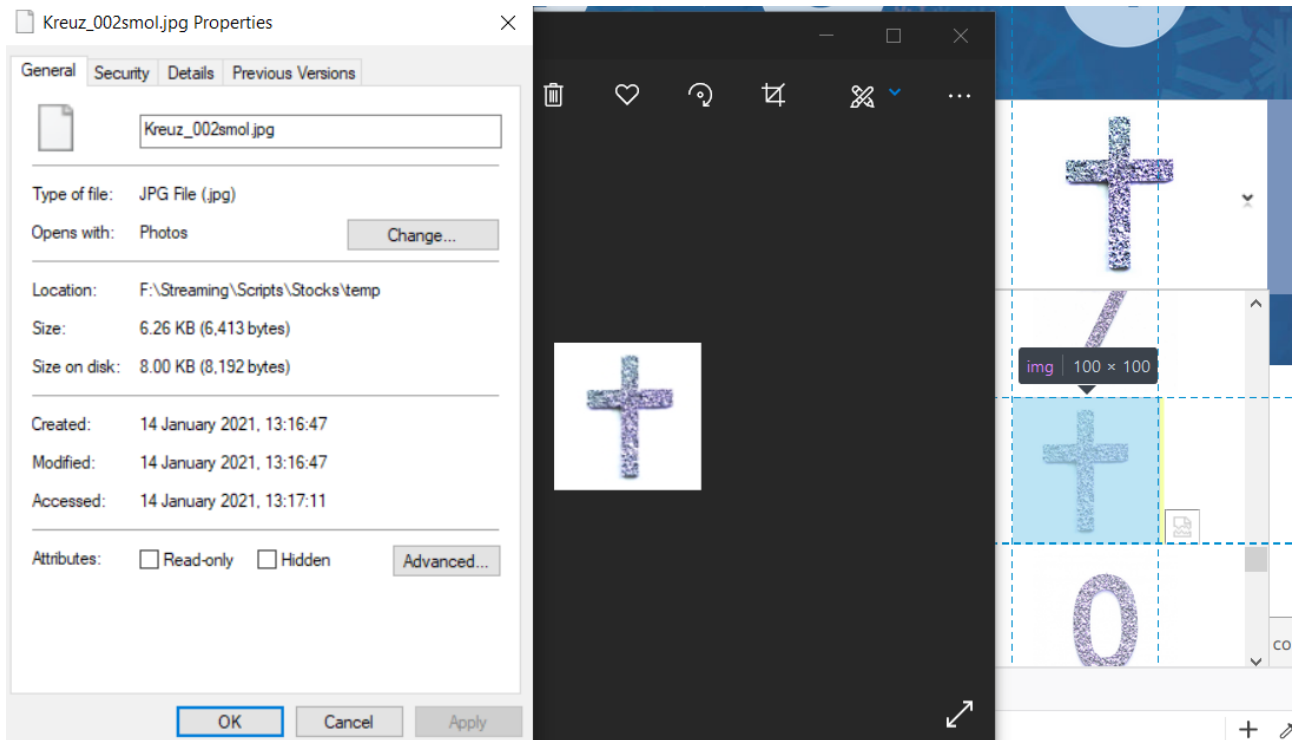 Kreuz_002smol.jpg Properties
General Security Details Previous Versions
Kreuz_002smol.jpg
Type of file: JPG File (.jpg)
Opens with: Photos Change...
Location: F:\Streaming\Scripts\Stocks\temp
Size: 6.26 KB (6,413 bytes)
Size on disk: 8.00 KB (8,192 bytes)
Created: 14 January 2021, 13:16:47
Modified: 14 January 2021, 13:16:47
Accessed: 14 January 2021, 13:17:11
Attributes: Read-only Hidden Advanced...
OK Cancel Apply
img 100 × 100
0
co